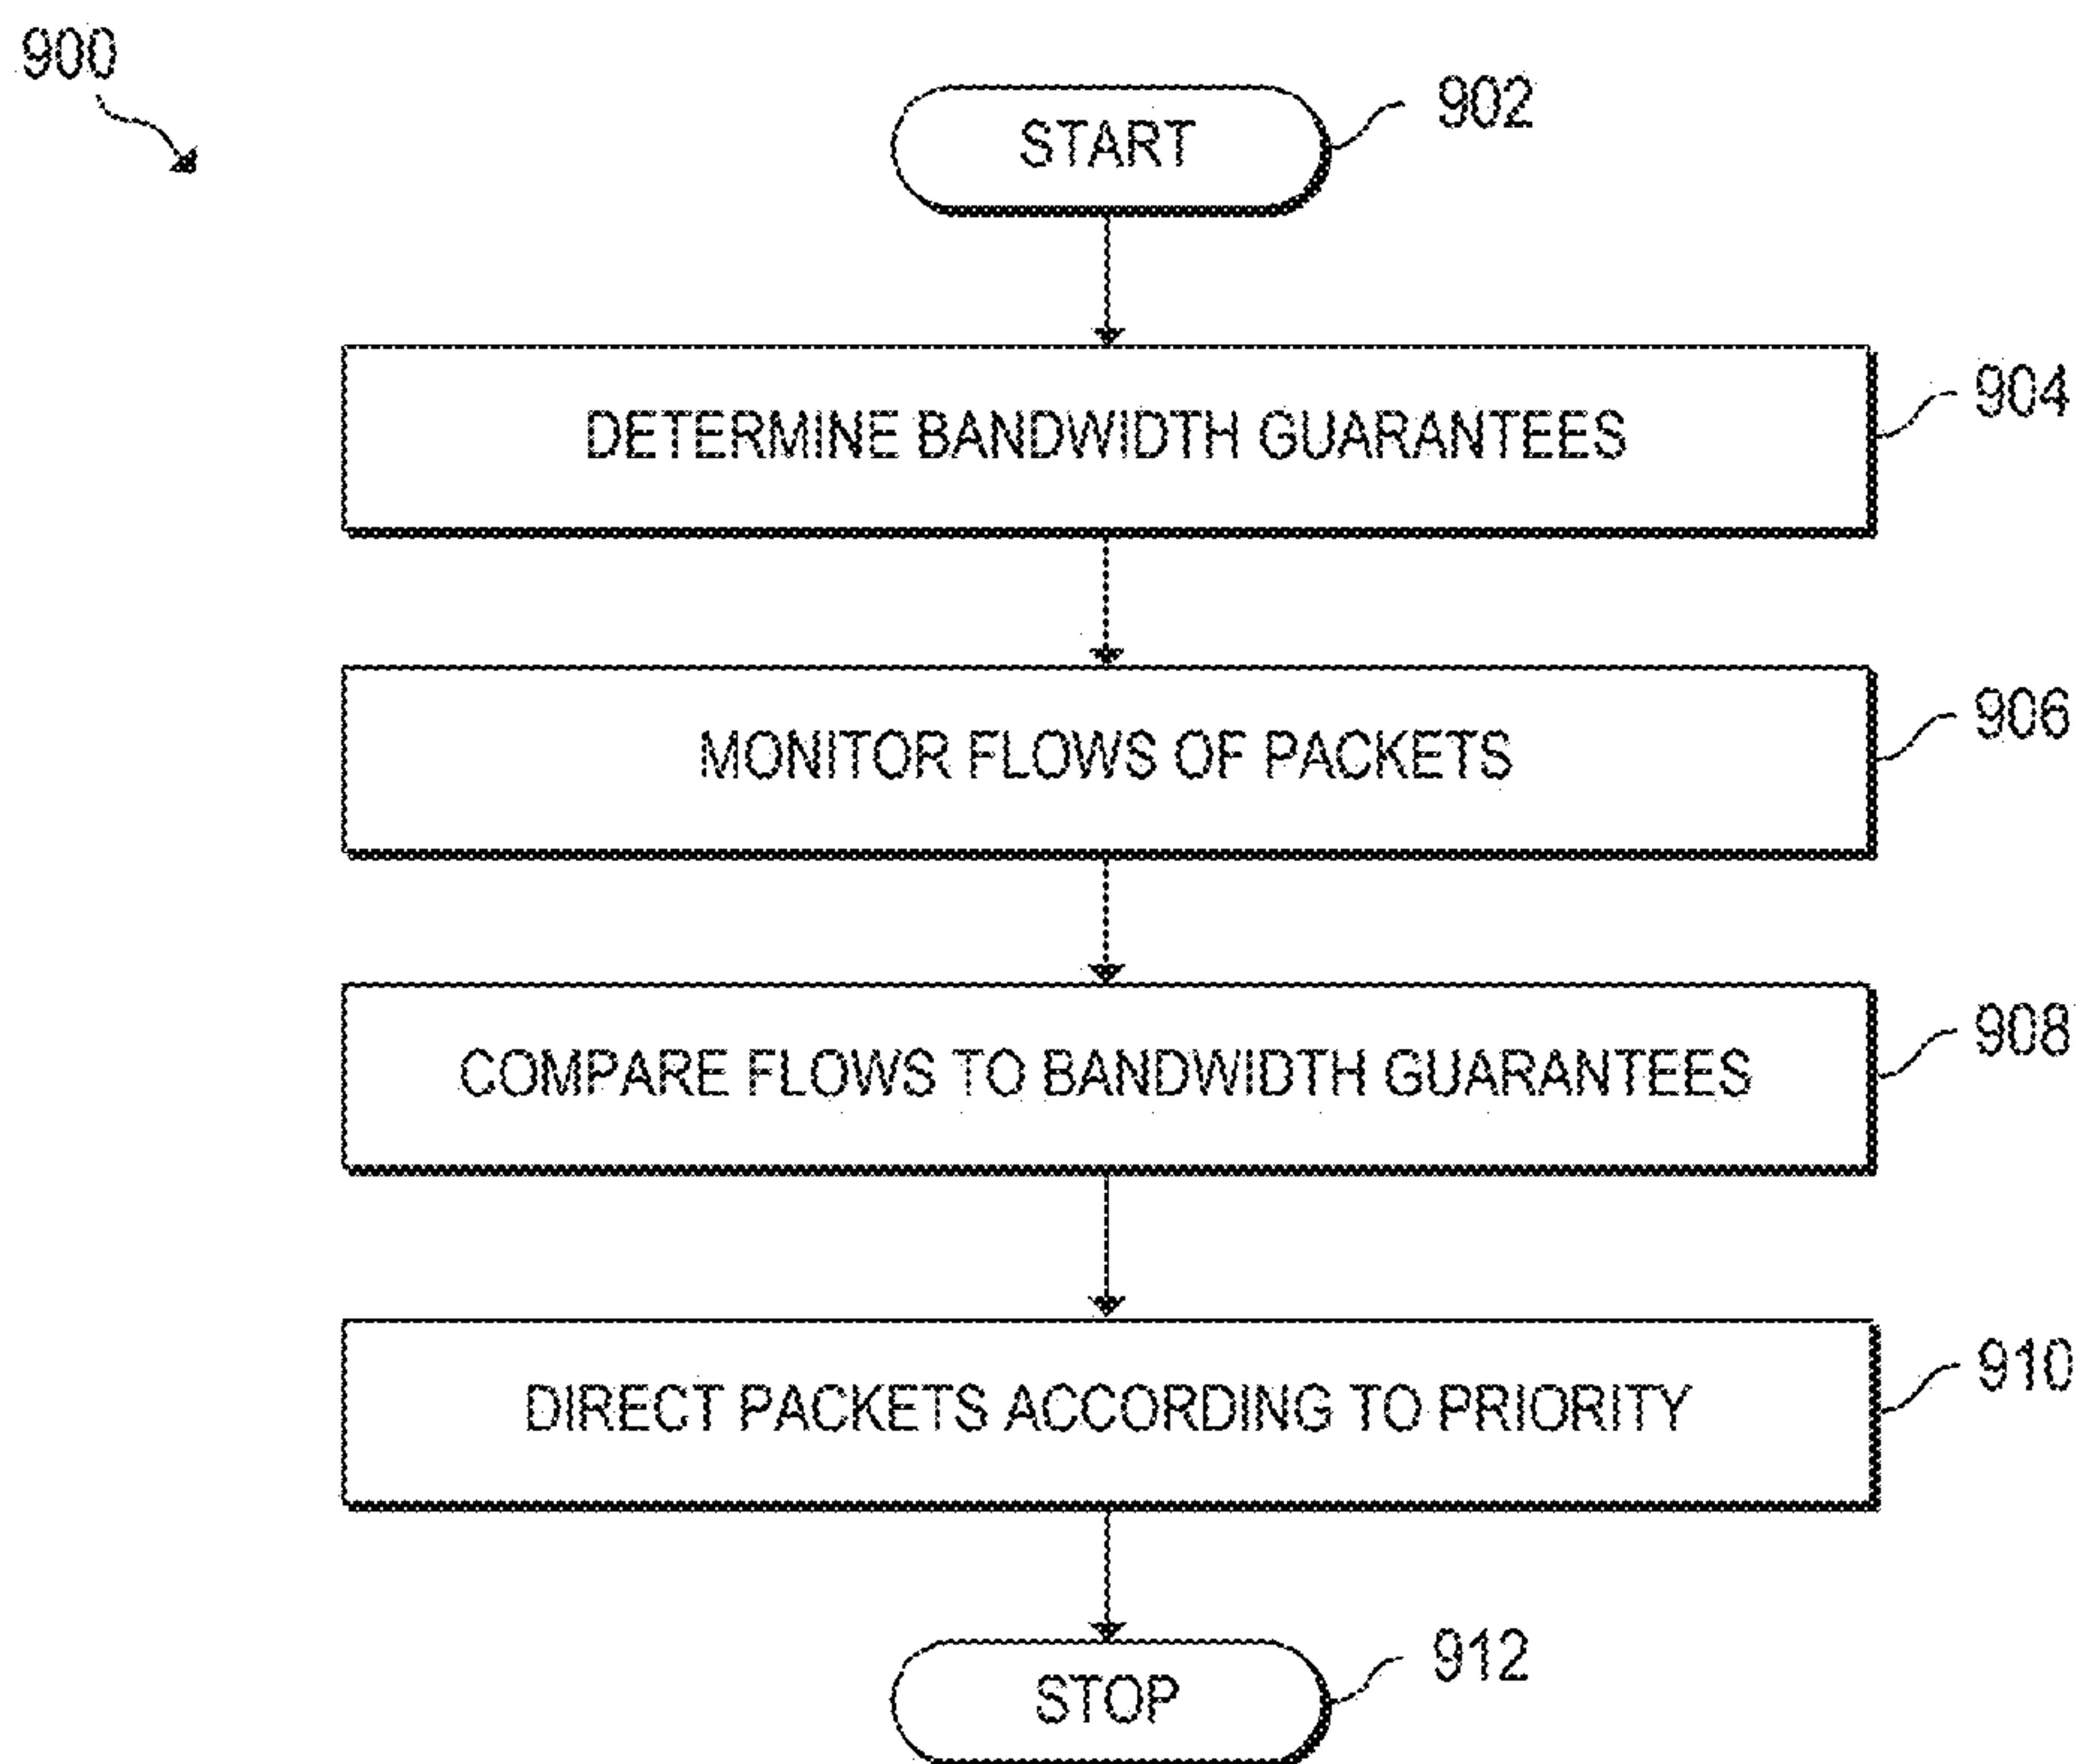 900
START
902
DETERMINE BANDWIDTH GUARANTEES
904
MONITOR FLOWS OF PACKETS
906
COMPARE FLOWS TO BANDWIDTH GUARANTEES
908
DIRECT PACKETS ACCORDING TO PRIORITY
910
STOP
912